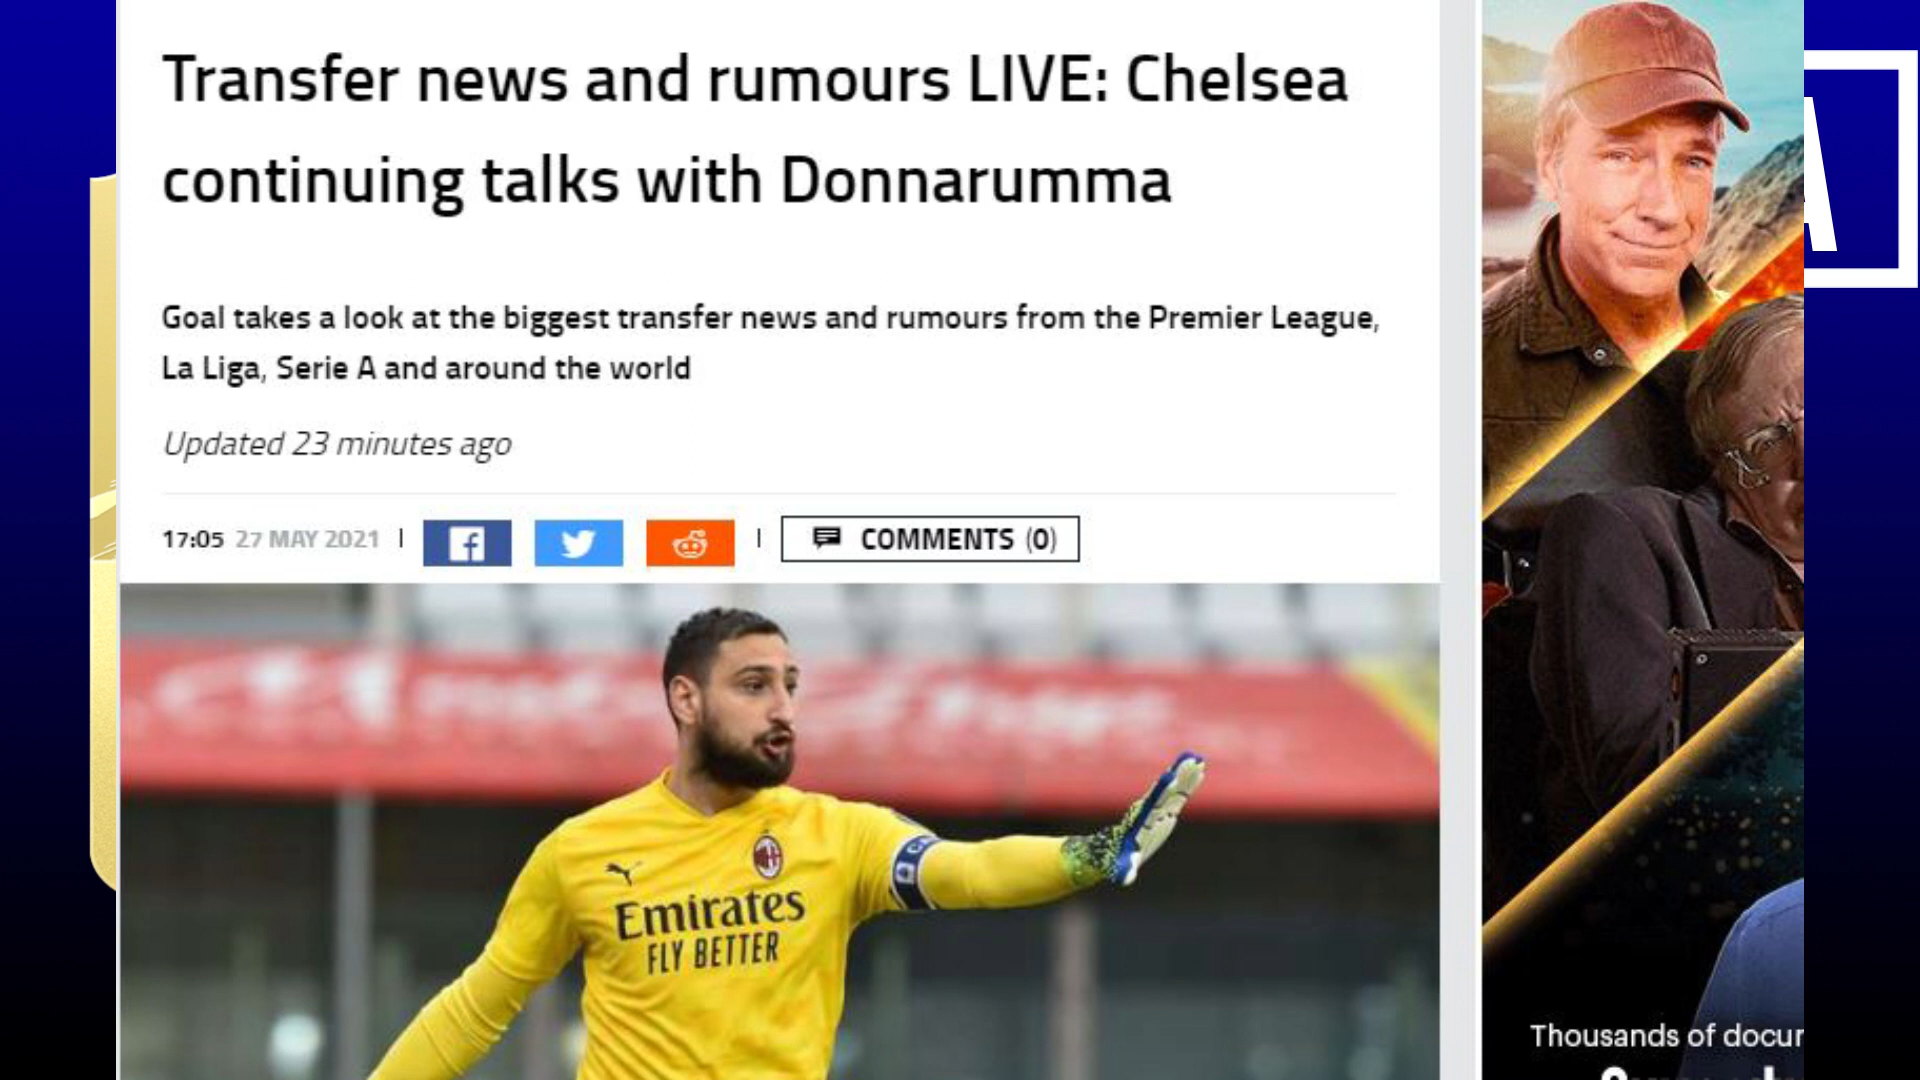 Transfer news and rumours LIVE: Chelsea
continuing talks with Donnarumma
Goal takes a look at the biggest transfer news and rumours from the Premier League,
La Liga, Serie A and around the world
Updated 23 minutes ago
17:05 27 MAY 2021 | | COMMENTS (0)
Emirates
FLY BETTER
A
Thousands of docur